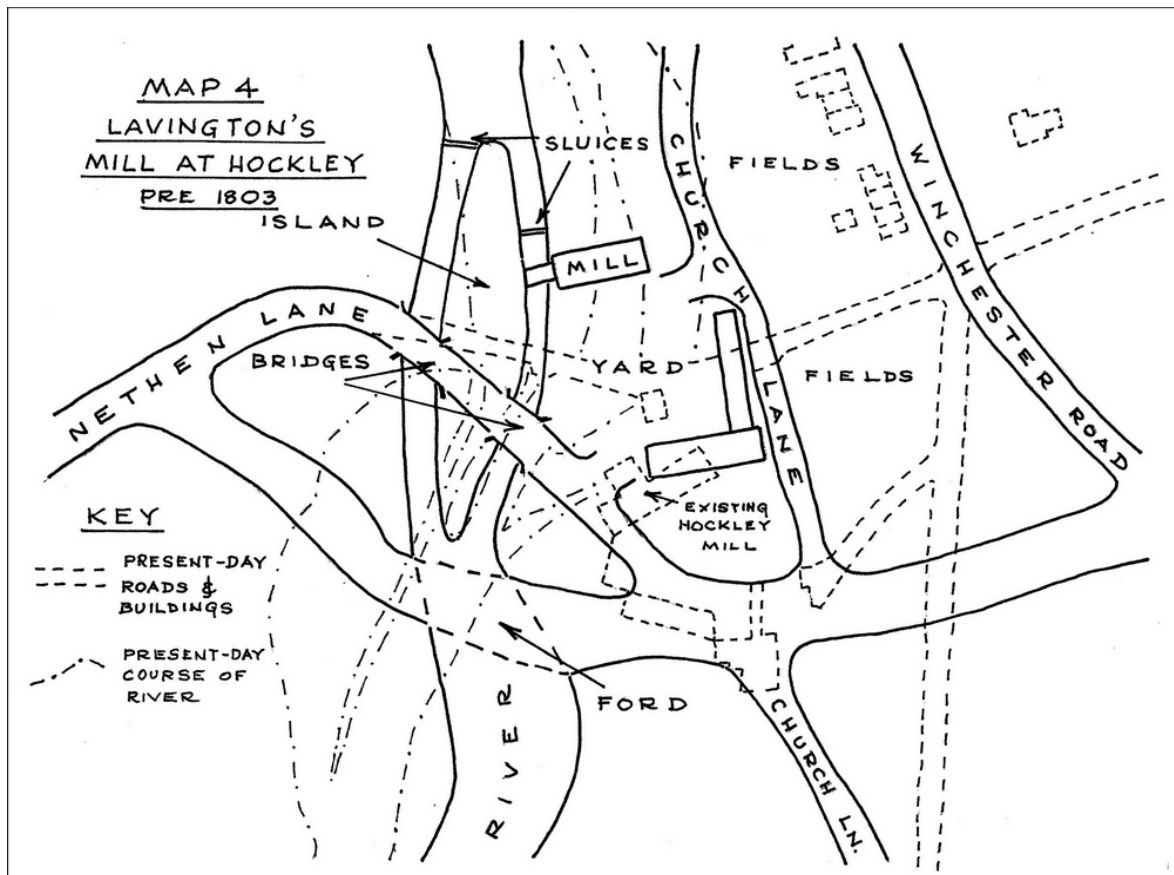 MAP 4
LAVINGTON'S
MILL AT HOCKLEY
PRE 1803
SLUICES
ISLAND
MILL
FIELDS
CHURCH LANE
WINCHESTER ROAD
NETHEN LANE
BRIDGES
YARD
FIELDS
EXISTING
HOCKLEY
MILL
KEY
PRESENT-DAY
ROADS &
BUILDINGS
PRESENT-DAY
COURSE OF
RIVER
FORD
RIVER
CHURCH LN.